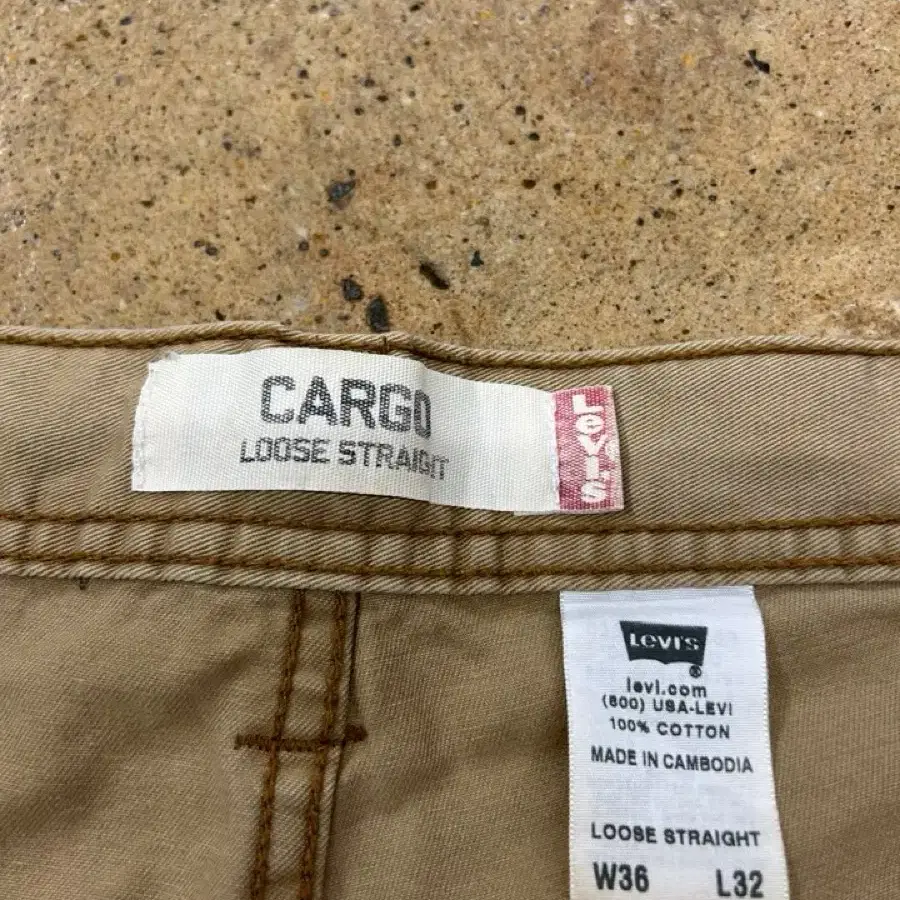 CARGO
LOOSE STRAIGHT
Levi's
Levi's
®
levi.com
(800) USA-LEVI
100% COTTON
MADE IN CAMBODIA
LOOSE STRAIGHT
W36 L32